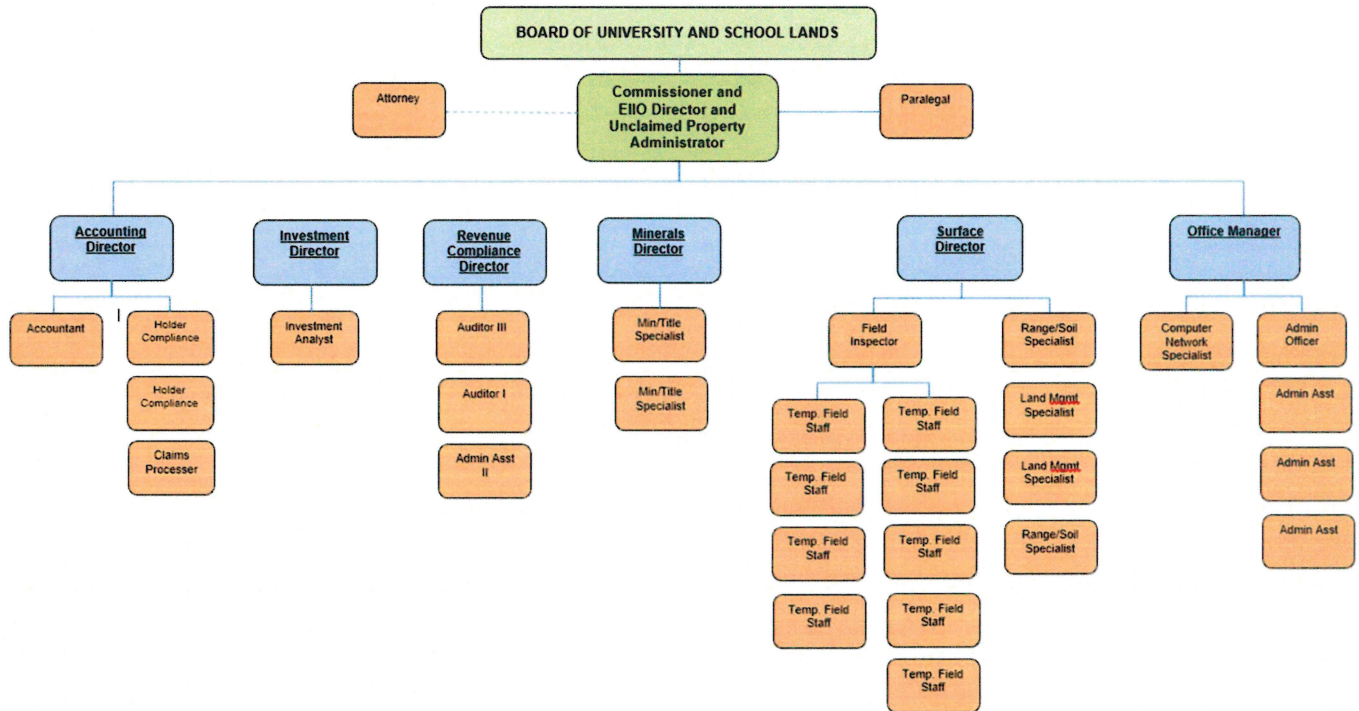 BOARD OF UNIVERSITY AND SCHOOL LANDS
Attorney
Commissioner and
EIIO Director and
Unclaimed Property
Administrator
Paralegal
Accounting
Director
Investment
Director
Revenue
Compliance
Director
Minerals
Director
Surface
Director
Office Manager
Accountant
Holder
Compliance
Holder
Compliance
Claims
Processer
Investment
Analyst
Auditor III
Auditor I
Admin Asst
II
Min/Title
Specialist
Min/Title
Specialist
Field
Inspector
Temp. Field
Staff
Temp. Field
Staff
Temp. Field
Staff
Temp. Field
Staff
Temp. Field
Staff
Temp. Field
Staff
Temp. Field
Staff
Temp. Field
Staff
Temp. Field
Staff
Range/Soil
Specialist
Land Mgmt
Specialist
Land Mgmt
Specialist
Range/Soil
Specialist
Computer
Network
Specialist
Admin
Officer
Admin Asst
Admin Asst
Admin Asst